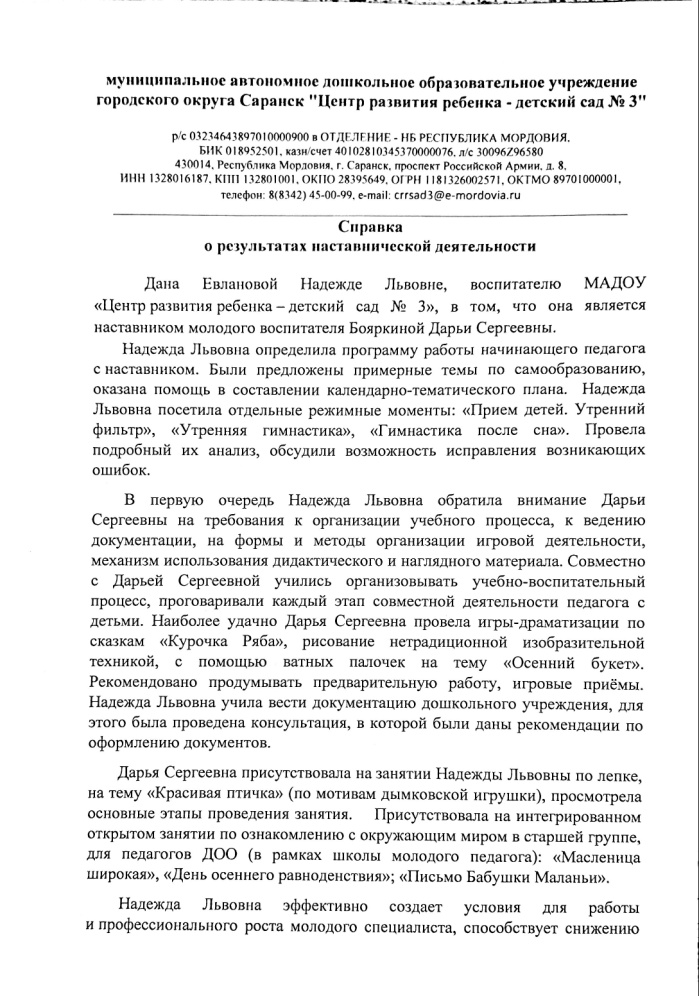 муниципальное автономное дошкольное образовательное учреждение
городского округа Саранск "Центр развития ребенка - детский сад № 3"
р/с 03234643897010000900 в ОТДЕЛЕНИЕ - НБ РЕСПУБЛИКА МОРДОВИЯ.
БИК 018952501, казн/счет 40102810345370000076, л/с 30096Z96580
430014, Республика Мордовия, г. Саранск, проспект Российской Армии, д. 8,
ИНН 1328016187, КПП 132801001, ОКПО 28395649, ОГРН 1181326002571, ОКТМО 89701000001,
телефон: 8(8342) 45-00-99, e-mail: crrsad3@e-mordovia.ru
Справка
о результатах наставнической деятельности
Дана Евлановой Надежде Львовне, воспитателю МАДОУ
«Центр развития ребенка – детский сад № 3», в том, что она является
наставником молодого воспитателя Бояркиной Дарьи Сергеевны.
Надежда Львовна определила программу работы начинающего педагога
с наставником. Были предложены примерные темы по самообразованию,
оказана помощь в составлении календарно-тематического плана. Надежда
Львовна посетила отдельные режимные моменты: «Прием детей. Утренний
фильтр», «Утренняя гимнастика», «Гимнастика после сна». Провела
подробный их анализ, обсудили возможность исправления возникающих
ошибок.
В первую очередь Надежда Львовна обратила внимание Дарьи
Сергеевны на требования к организации учебного процесса, к ведению
документации, на формы и методы организации игровой деятельности,
механизм использования дидактического и наглядного материала. Совместно
с Дарьей Сергеевной учились организовывать учебно-воспитательный
процесс, проговаривали каждый этап совместной деятельности педагога с
детьми. Наиболее удачно Дарья Сергеевна провела игры-драматизации по
сказкам «Курочка Ряба», рисование нетрадиционной изобразительной
техникой, с помощью ватных палочек на тему «Осенний букет».
Рекомендовано продумывать предварительную работу, игровые приёмы.
Надежда Львовна учила вести документацию дошкольного учреждения, для
этого была проведена консультация, в которой были даны рекомендации по
оформлению документов.
Дарья Сергеевна присутствовала на занятии Надежды Львовны по лепке,
на тему «Красивая птичка» (по мотивам дымковской игрушки), просмотрела
основные этапы проведения занятия. Присутствовала на интегрированном
открытом занятии по ознакомлению с окружающим миром в старшей группе,
для педагогов ДОО (в рамках школы молодого педагога): «Масленица
широкая», «День осеннего равноденствия»; «Письмо Бабушки Маланьи».
Надежда Львовна эффективно создает условия для работы
и профессионального роста молодого специалиста, способствует снижению